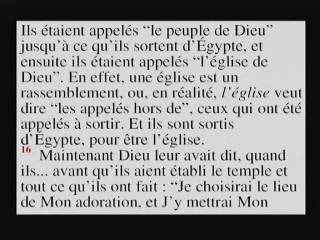 Ils étaient appelés “le peuple de Dieu”
jusqu’à ce qu’ils sortent d’Égypte, et
ensuite ils étaient appelés “l’église de
Dieu”. En effet, une église est un
rassemblement, ou, en réalité, l’église veut
dire “les appelés hors de”, ceux qui ont été
appelés à sortir. Et ils sont sortis
d’Égypte, pour être l’église.
16 Maintenant Dieu leur avait dit, quand
ils... avant qu’ils aient établi le temple et
tout ce qu’ils ont fait : “Je choisirai le lieu
de Mon adoration, et J’y mettrai Mon